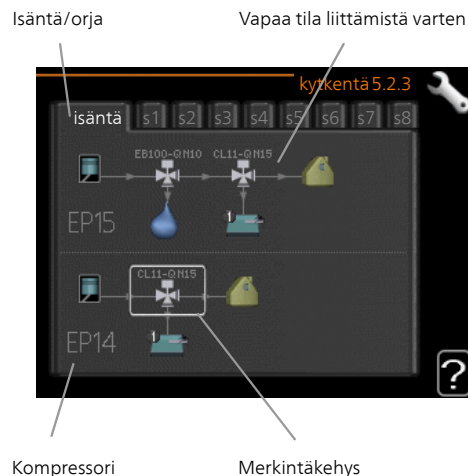 Isäntä/orja
Vapaa tila liittämistä varten
kytkentä 5.2.3
isäntä s1 s2 s3 s4 s5 s6 s7 s8
EB100-QN10 CL11-QN15
EP15
1
CL11-QN15
EP14
1
?
Kompressori
Merkintäkehys